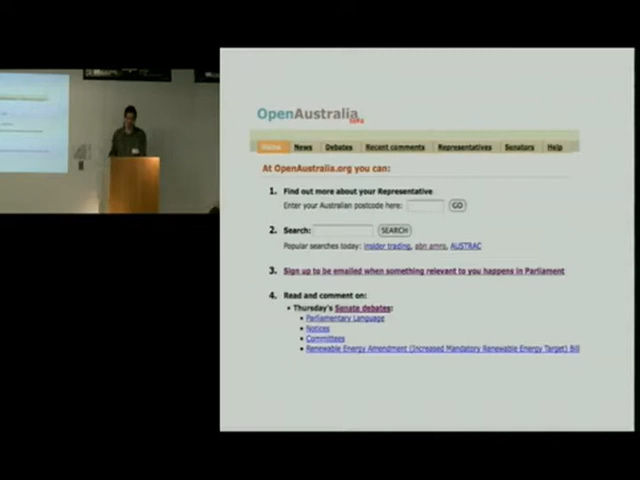 OpenAustralia
beta
Home News Debates Recent comments Representatives Senators Help
At OpenAustralia.org you can:
1. Find out more about your Representative
Enter your Australian postcode here: GO
2. Search: SEARCH
Popular searches today: insider trading, abn amro, AUSTRAC
3. Sign up to be emailed when something relevant to you happens in Parliament
4. Read and comment on:
• Thursday's Senate debates:
• Parliamentary Language
• Notices
• Committees
• Renewable Energy Amendment (Increased Mandatory Renewable Energy Target) Bill